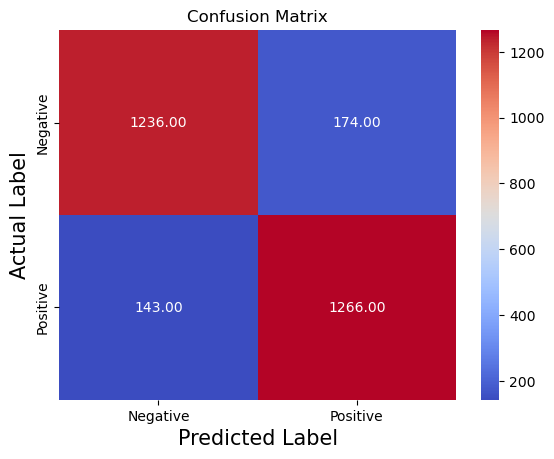 Confusion Matrix
Actual Label
Negative
Positive
1236.00 174.00
143.00 1266.00
Negative Positive
Predicted Label
1200
1000
800
600
400
200